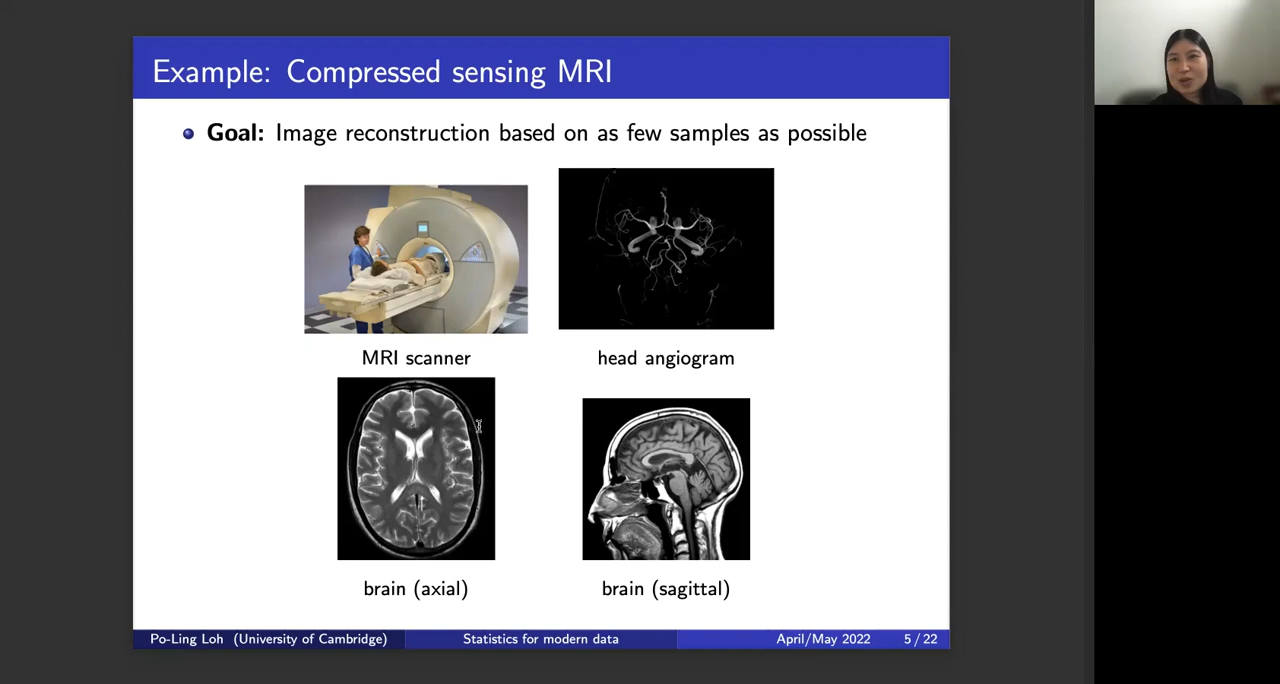 Example: Compressed sensing MRI
Goal: Image reconstruction based on as few samples as possible
MRI scanner
head angiogram
brain (axial)
brain (sagittal)
Po-Ling Loh (University of Cambridge)
Statistics for modern data
April/May 2022
5 / 22